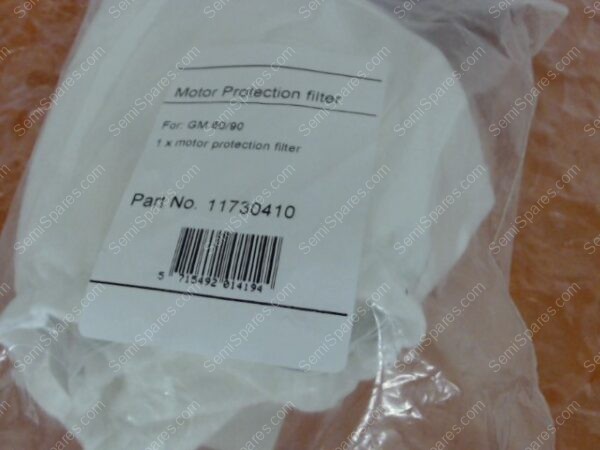 Motor Protection filter
For: GM 80/90
1 x motor protection filter
Part No. 11730410
5 715492 014194
SemiSpares.com